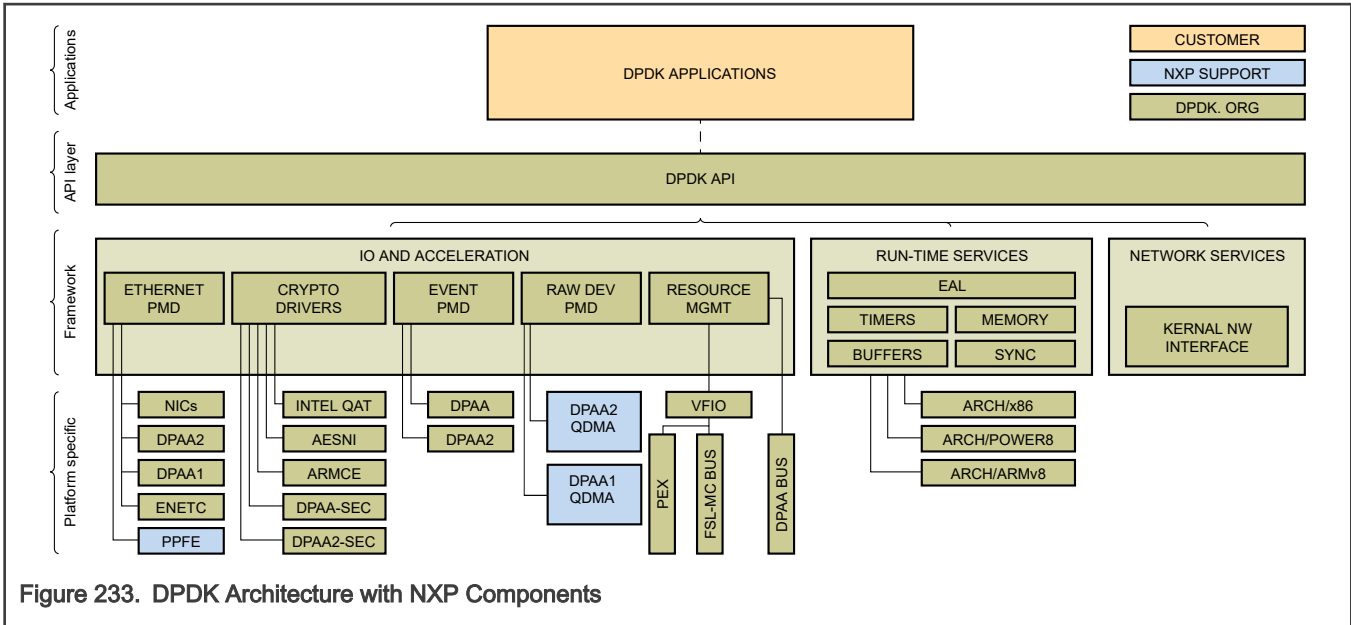 Applications
DPDK APPLICATIONS
CUSTOMER
NXP SUPPORT
DPDK. ORG
API layer
DPDK API
Framework
IO AND ACCELERATION
ETHERNET
PMD
CRYPTO
DRIVERS
EVENT
PMD
RAW DEV
PMD
RESOURCE
MGMT
RUN-TIME SERVICES
EAL
TIMERS
MEMORY
BUFFERS
SYNC
NETWORK SERVICES
KERNAL NW
INTERFACE
Platform specific
NICs
DPAA2
DPAA1
ENETC
PPFE
INTEL QAT
AESNI
ARMCE
DPAA-SEC
DPAA2-SEC
DPAA
DPAA2
DPAA2
QDMA
DPAA1
QDMA
VFIO
PEX
FSL-MC BUS
DPAA BUS
ARCH/x86
ARCH/POWER8
ARCH/ARMv8
Figure 233. DPDK Architecture with NXP Components